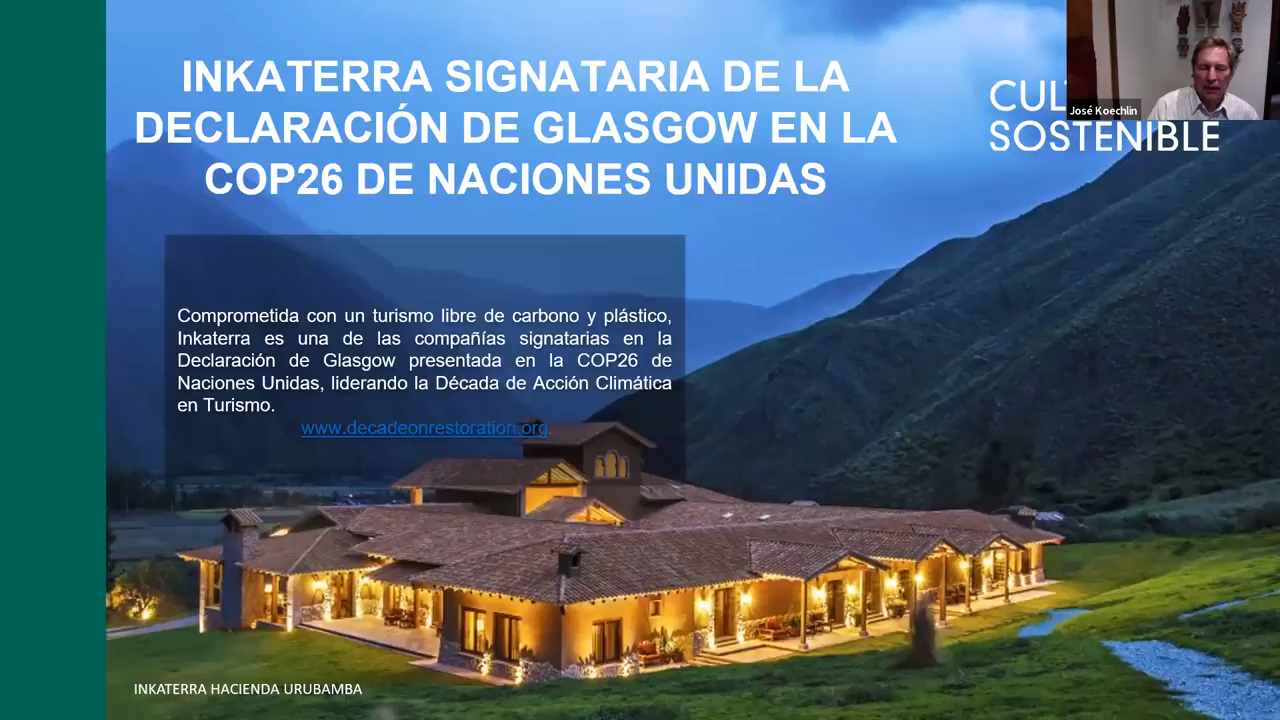 INKATERRA SIGNATARIA DE LA
DECLARACIÓN DE GLASGOW EN LA
COP26 DE NACIONES UNIDAS
SOSTENIBLE
José Koechlin
Comprometida con un turismo libre de carbono y plástico,
Inkaterra es una de las compañías signatarias en la
Declaración de Glasgow presentada en la COP26 de
Naciones Unidas, liderando la Década de Acción Climática
en Turismo.
www.decadeonrestoration.org.
INKATERRA HACIENDA URUBAMBA